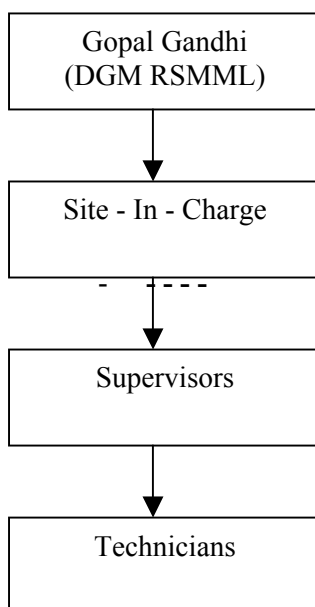 Gopal Gandhi
(DGM RSMML)
Site - In - Charge
Supervisors
Technicians